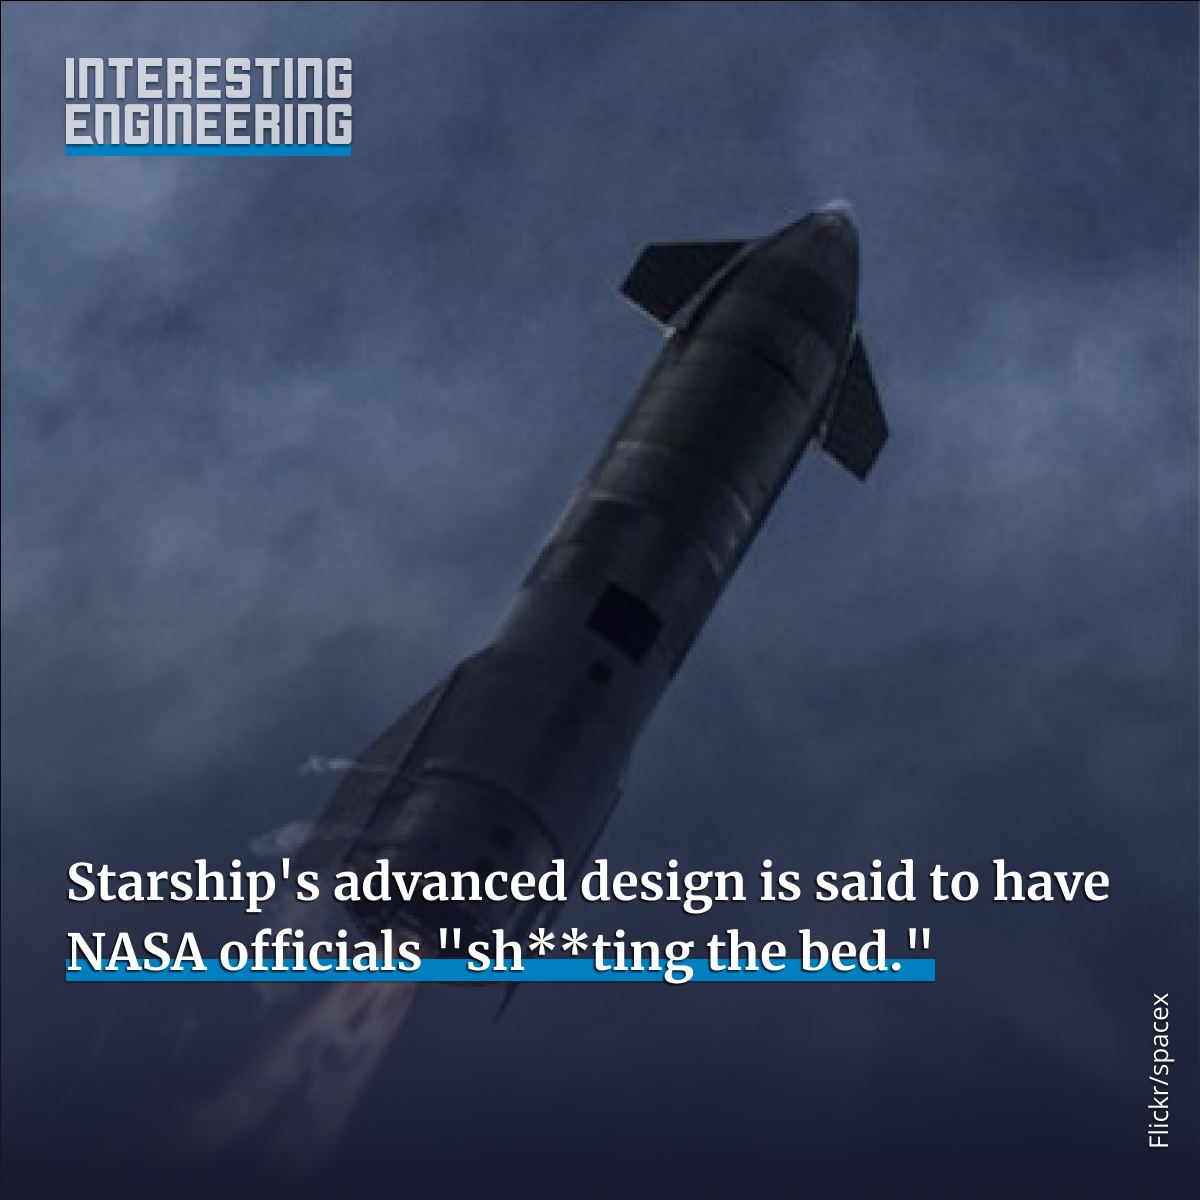 INTERESTING
ENGINEERING
Starship's advanced design is said to have
NASA officials "sh**ting the bed."
Flickr/spacex